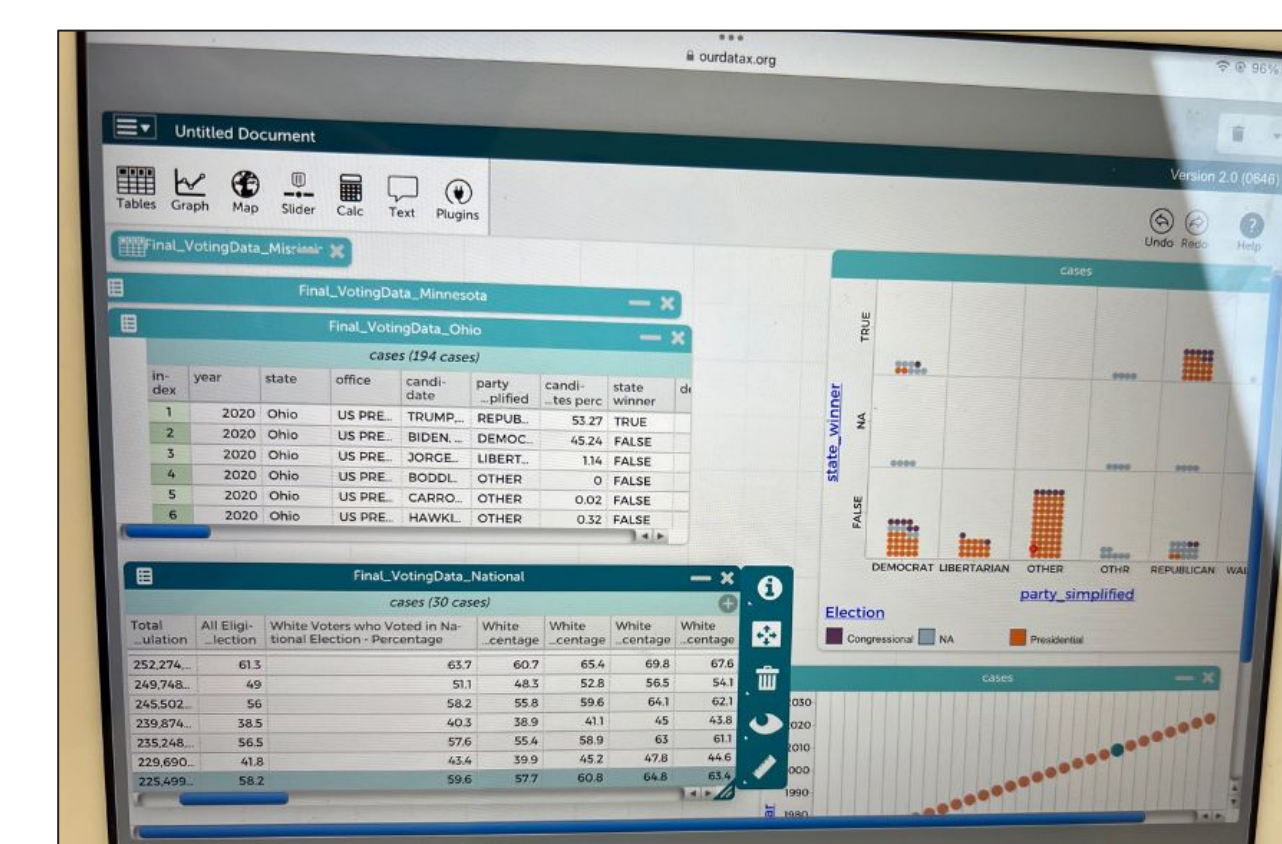 ourdatax.org
96%
Untitled Document
Version 2.0 (0646)
Tables Graph Map Slider Calc Text Plugins
Undo Redo Help
Final_VotingData_
Final_VotingData_Minnesota
Final_VotingData_Ohio
cases (194 cases)
in-dex year state office candi-date party …plified candi-…tes perc state winner
1 2020 Ohio US PRE… TRUMP,… REPUB… 53.27 TRUE
2 2020 Ohio US PRE… BIDEN, … DEMOC… 45.24 FALSE
3 2020 Ohio US PRE… JORGE… LIBERT… 1.14 FALSE
4 2020 Ohio US PRE… BODDI… OTHER 0 FALSE
5 2020 Ohio US PRE… CARRO… OTHER 0.02 FALSE
6 2020 Ohio US PRE… HAWKI… OTHER 0.32 FALSE
Final_VotingData_National
cases (30 cases)
Total …ulation All Eligi-…lection White Voters who Voted in Na-tional Election - Percentage White …centage White …centage White …centage White …centage
252,274,… 61.3 63.7 60.7 65.4 69.8 67.6
249,748… 49 51.1 48.3 52.8 56.5 54.1
245,502… 56 58.2 55.8 59.6 64.1 62.1
239,874… 38.5 40.3 38.9 41.1 45 43.8
235,248… 56.5 57.6 55.4 58.9 63 61.1
229,690… 41.8 43.4 39.9 45.2 47.8 44.6
225,499… 58.2 59.6 57.7 60.8 64.8 63.4
cases
TRUE
NA
FALSE
state_winner
DEMOCRAT LIBERTARIAN OTHER OTHR REPUBLICAN
party_simplified
Election
Congressional NA Presidential
cases
2020
2010
2000
1990
1980